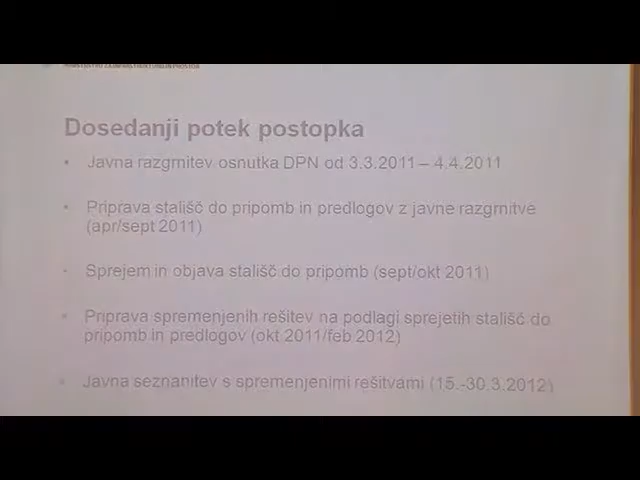 Dosedanji potek postopka
• Javna razgrnitev osnutka DPN od 3.3.2011 – 4.4.2011
• Priprava stališč do pripomb in predlogov z javne razgrnitve
(apr/sept 2011)
• Sprejem in objava stališč do pripomb (sept/okt 2011)
• Priprava spremenjenih rešitev na podlagi sprejetih stališč do
pripomb in predlogov (okt 2011/feb 2012)
• Javna seznanitev s spremenjenimi rešitvami (15.-30.3.2012)